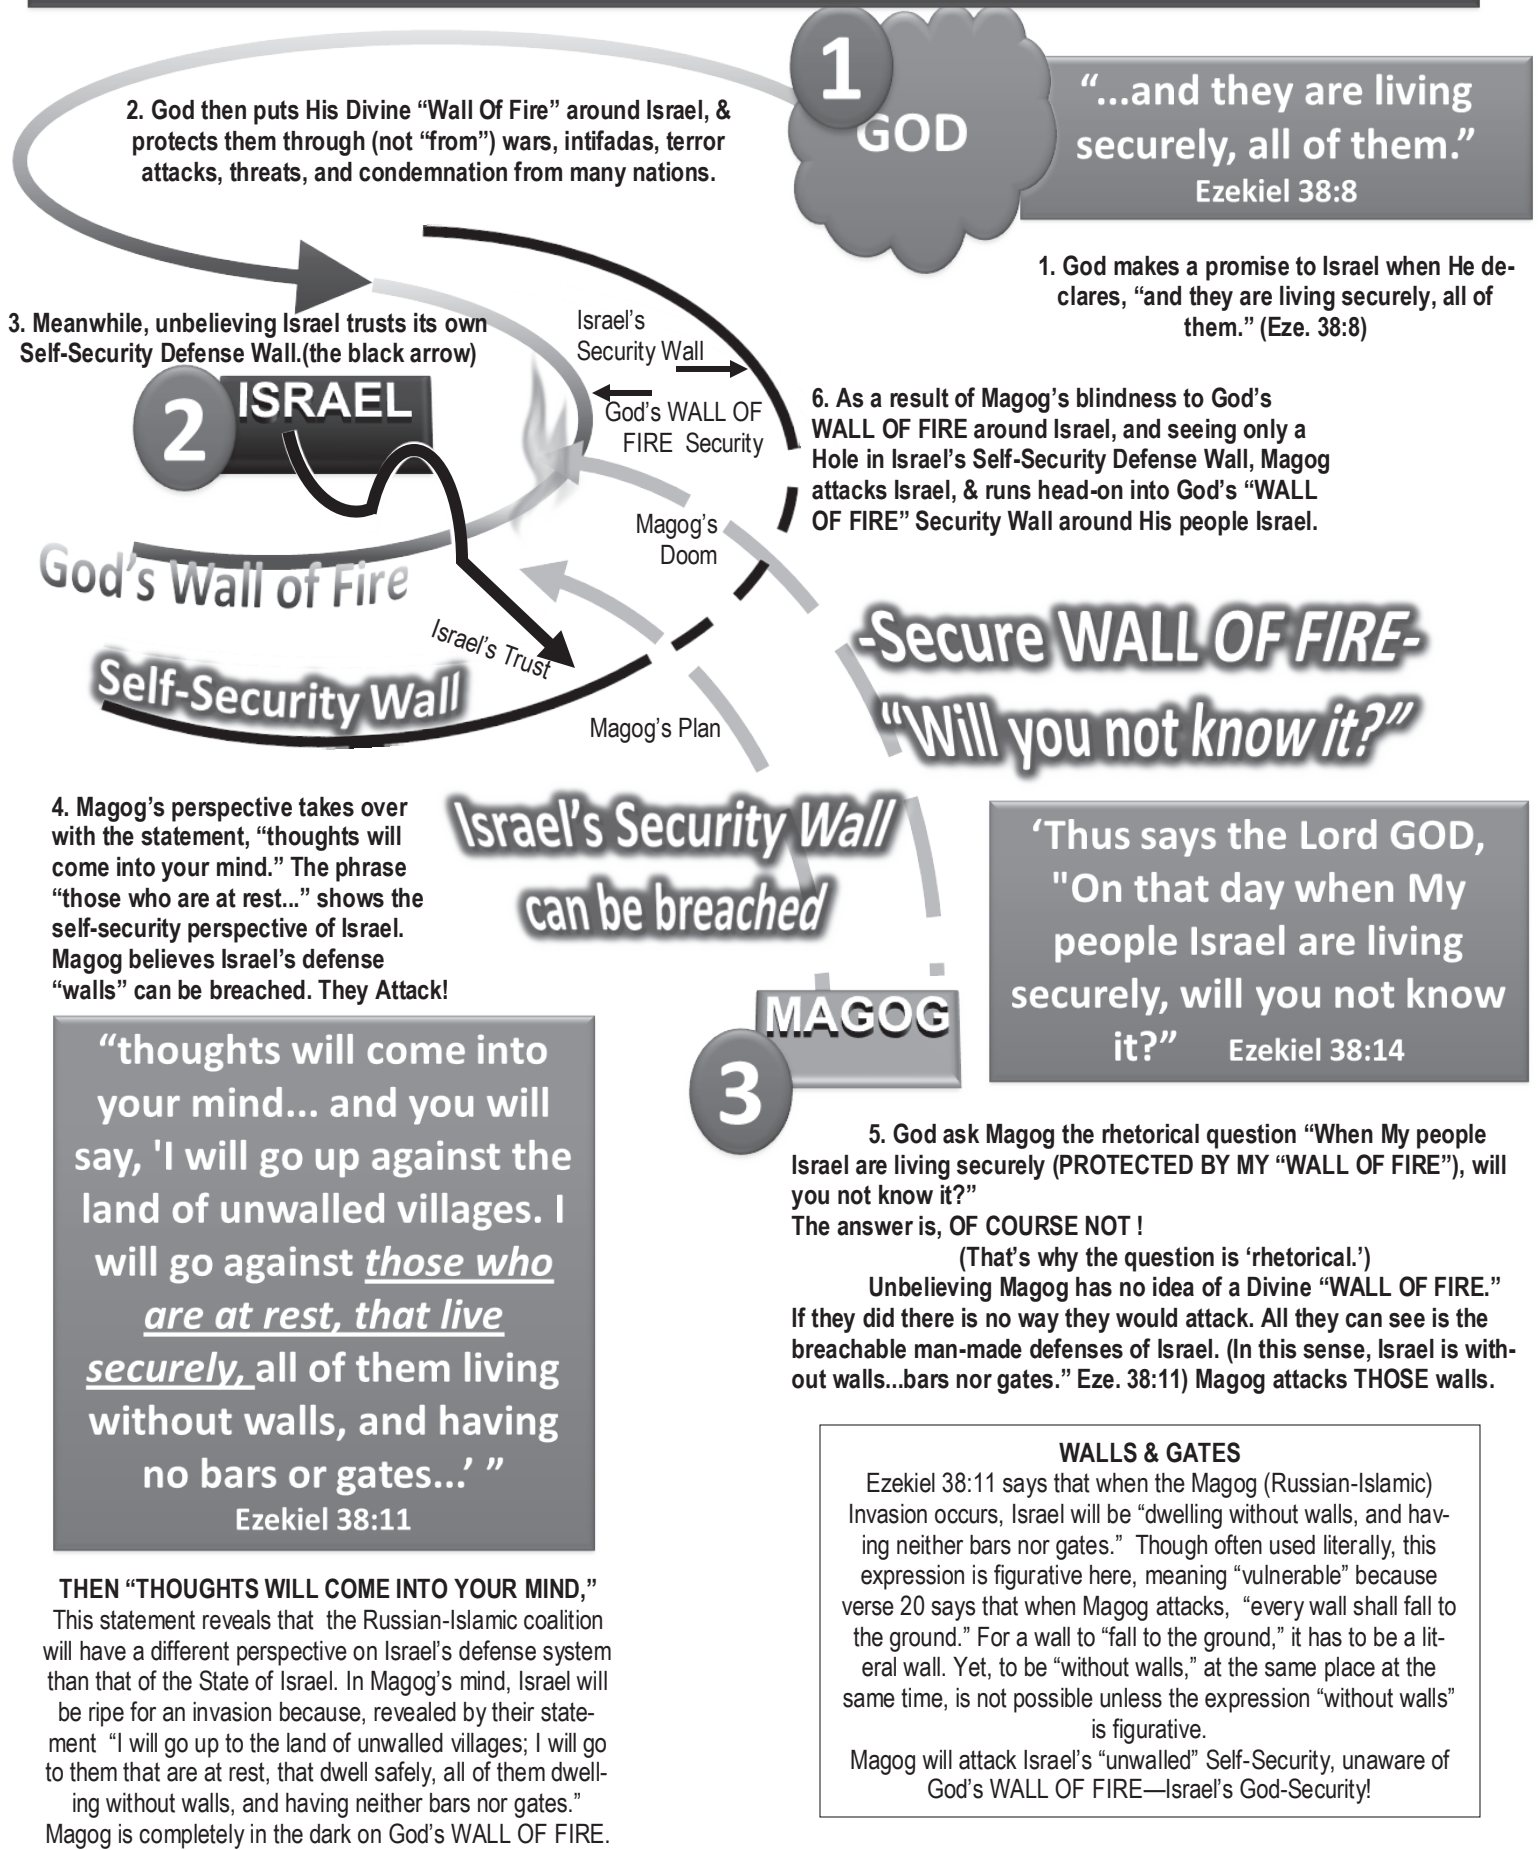 1
GOD
“...and they are living
securely, all of them.”
Ezekiel 38:8
1. God makes a promise to Israel when He de-
clares, “and they are living securely, all of
them.” (Eze. 38:8)
2. God then puts His Divine “Wall Of Fire” around Israel, &
protects them through (not “from”) wars, intifadas, terror
attacks, threats, and condemnation from many nations.
3. Meanwhile, unbelieving Israel trusts its own
Self-Security Defense Wall.(the black arrow)
2
ISRAEL
Israel’s
Security Wall
God’s WALL OF
FIRE Security
Magog’s
Doom
God’s Wall of Fire
Israel’s Trust
Self-Security Wall
Magog’s Plan
6. As a result of Magog’s blindness to God’s
WALL OF FIRE around Israel, and seeing only a
Hole in Israel’s Self-Security Defense Wall, Magog
attacks Israel, & runs head-on into God’s “WALL
OF FIRE” Security Wall around His people Israel.
-Secure WALL OF FIRE-
“Will you not know it?”
4. Magog’s perspective takes over
with the statement, “thoughts will
come into your mind.” The phrase
“those who are at rest...” shows the
self-security perspective of Israel.
Magog believes Israel’s defense
“walls” can be breached. They Attack!
Israel’s Security Wall
can be breached
MAGOG
3
‘Thus says the Lord GOD,
"On that day when My
people Israel are living
securely, will you not know
it?” Ezekiel 38:14
“thoughts will come into
your mind... and you will
say, 'I will go up against the
land of unwalled villages. I
will go against those who
are at rest, that live
securely, all of them living
without walls, and having
no bars or gates...’ ”
Ezekiel 38:11
5. God ask Magog the rhetorical question “When My people
Israel are living securely (PROTECTED BY MY “WALL OF FIRE”), will
you not know it?”
The answer is, OF COURSE NOT !
(That’s why the question is ‘rhetorical.’)
Unbelieving Magog has no idea of a Divine “WALL OF FIRE.”
If they did there is no way they would attack. All they can see is the
breachable man-made defenses of Israel. (In this sense, Israel is with-
out walls...bars nor gates.” Eze. 38:11) Magog attacks THOSE walls.
THEN “THOUGHTS WILL COME INTO YOUR MIND,”
This statement reveals that the Russian-Islamic coalition
will have a different perspective on Israel’s defense system
than that of the State of Israel. In Magog’s mind, Israel will
be ripe for an invasion because, revealed by their state-
ment “I will go up to the land of unwalled villages; I will go
to them that are at rest, that dwell safely, all of them dwell-
ing without walls, and having neither bars nor gates.”
Magog is completely in the dark on God’s WALL OF FIRE.
WALLS & GATES
Ezekiel 38:11 says that when the Magog (Russian-Islamic)
Invasion occurs, Israel will be “dwelling without walls, and hav-
ing neither bars nor gates.” Though often used literally, this
expression is figurative here, meaning “vulnerable” because
verse 20 says that when Magog attacks, “every wall shall fall to
the ground.” For a wall to “fall to the ground,” it has to be a lit-
eral wall. Yet, to be “without walls,” at the same place at the
same time, is not possible unless the expression “without walls”
is figurative.
Magog will attack Israel’s “unwalled” Self-Security, unaware of
God’s WALL OF FIRE—Israel’s God-Security!